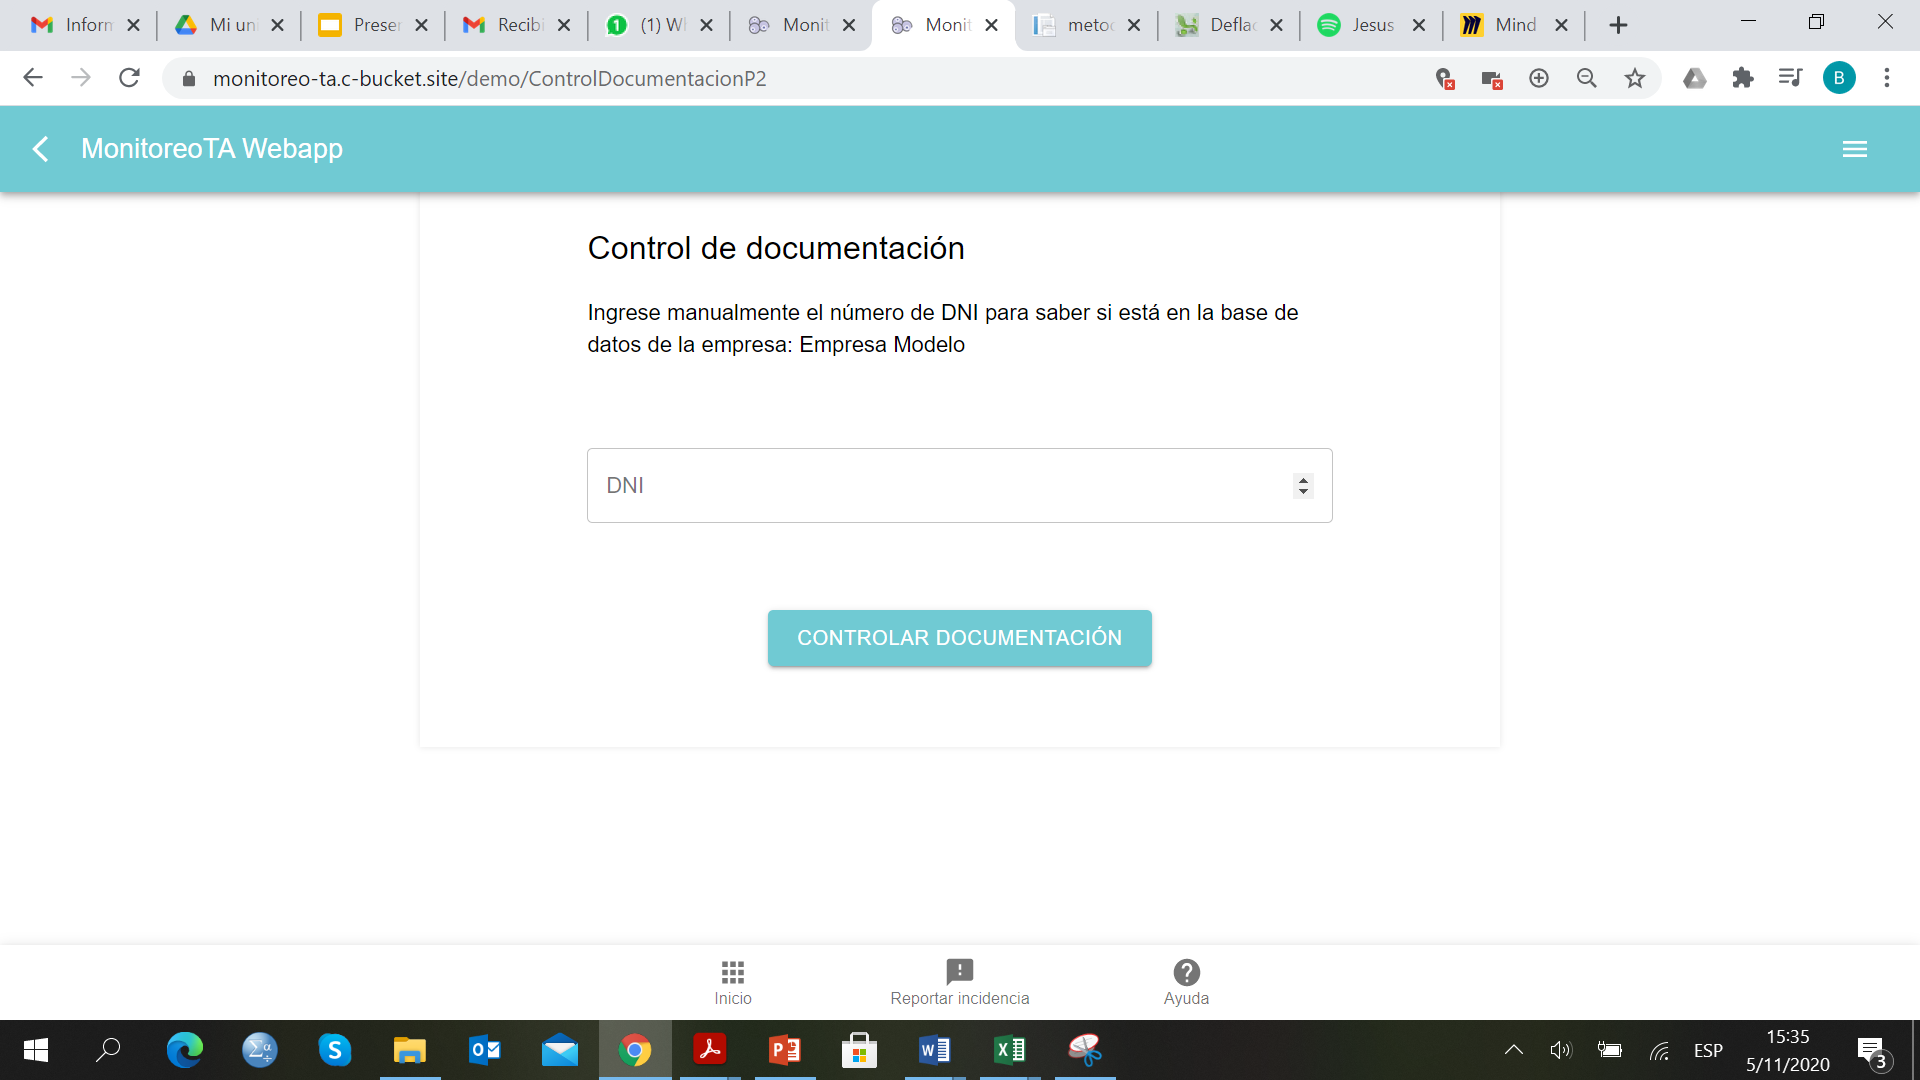 Inform
Mi uni
Preser
Recibi
(1) W
Monit
Monit
metoc
Deflac
Jesus
Mind
monitoreo-ta.c-bucket.site/demo/ControlDocumentacionP2
B
MonitoreoTA Webapp
Control de documentación
Ingrese manualmente el número de DNI para saber si está en la base de
datos de la empresa: Empresa Modelo
DNI
CONTROLAR DOCUMENTACIÓN
Inicio
Reportar incidencia
Ayuda
ESP
15:35
5/11/2020
3